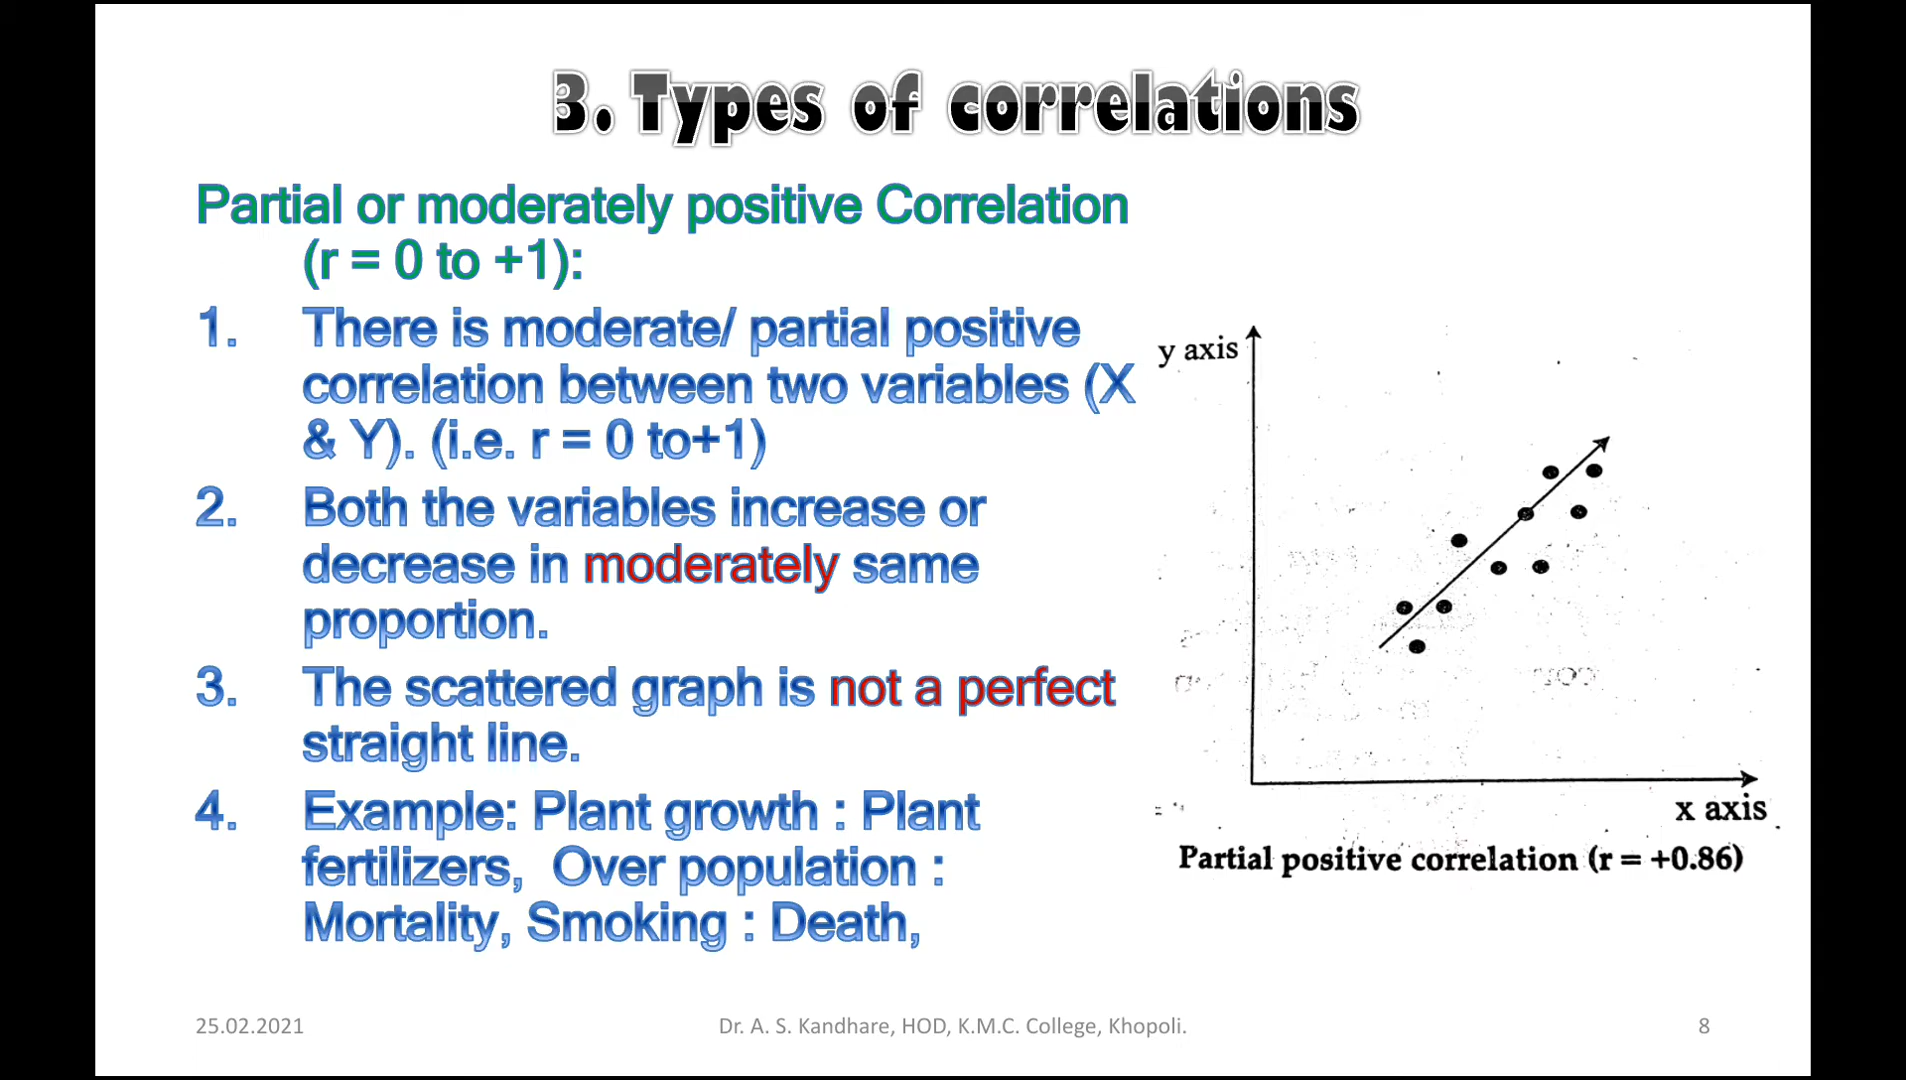 3. Types of correlations
Partial or moderately positive Correlation
(r = 0 to +1):
1. There is moderate/ partial positive
correlation between two variables (X
& Y). (i.e. r = 0 to+1)
2. Both the variables increase or
decrease in moderately same
proportion.
3. The scattered graph is not a perfect
straight line.
4. Example: Plant growth : Plant
fertilizers, Over population :
Mortality, Smoking : Death,
y axis
x axis
Partial positive correlation (r = +0.86)
25.02.2021
Dr. A. S. Kandhare, HOD, K.M.C. College, Khopoli.
8